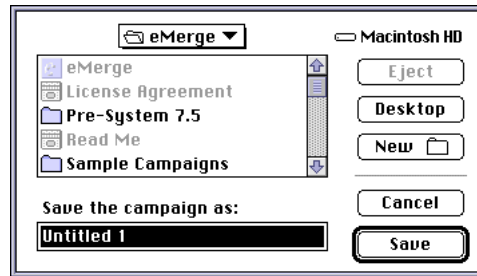 eMerge
Macintosh HD
eMerge
License Agreement
Pre-System 7.5
Read Me
Sample Campaigns
Eject
Desktop
New
Save the campaign as:
Untitled 1
Cancel
Save